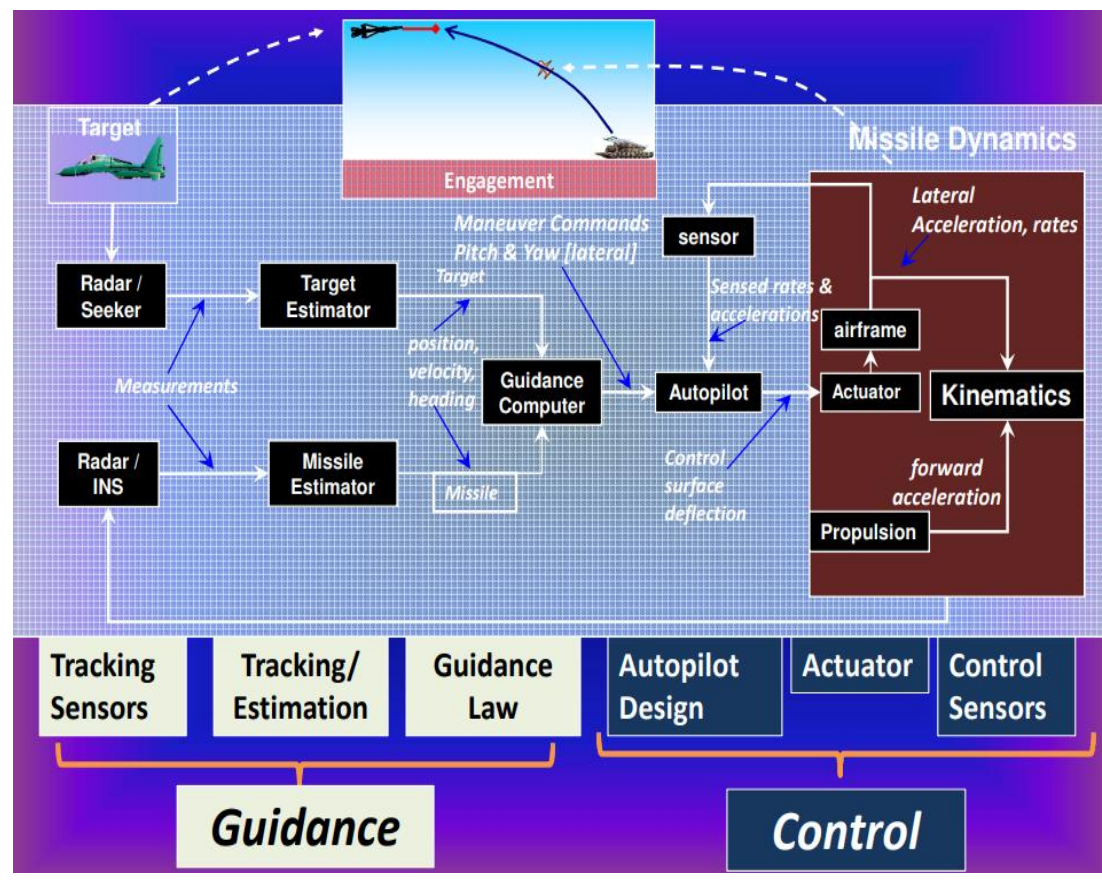 Target
Engagement
Missile Dynamics
Maneuver Commands
Pitch & Yaw [lateral]
sensor
Lateral
Acceleration, rates
Radar /
Seeker
Target
Estimator
Target
Sensed rates &
accelerations
airframe
Measurements
position,
velocity,
heading
Guidance
Computer
Autopilot
Actuator
Kinematics
Radar /
INS
Missile
Estimator
Missile
Control
surface
deflection
forward
acceleration
Propulsion
Tracking
Sensors
Tracking/
Estimation
Guidance
Law
Autopilot
Design
Actuator
Control
Sensors
Guidance
Control